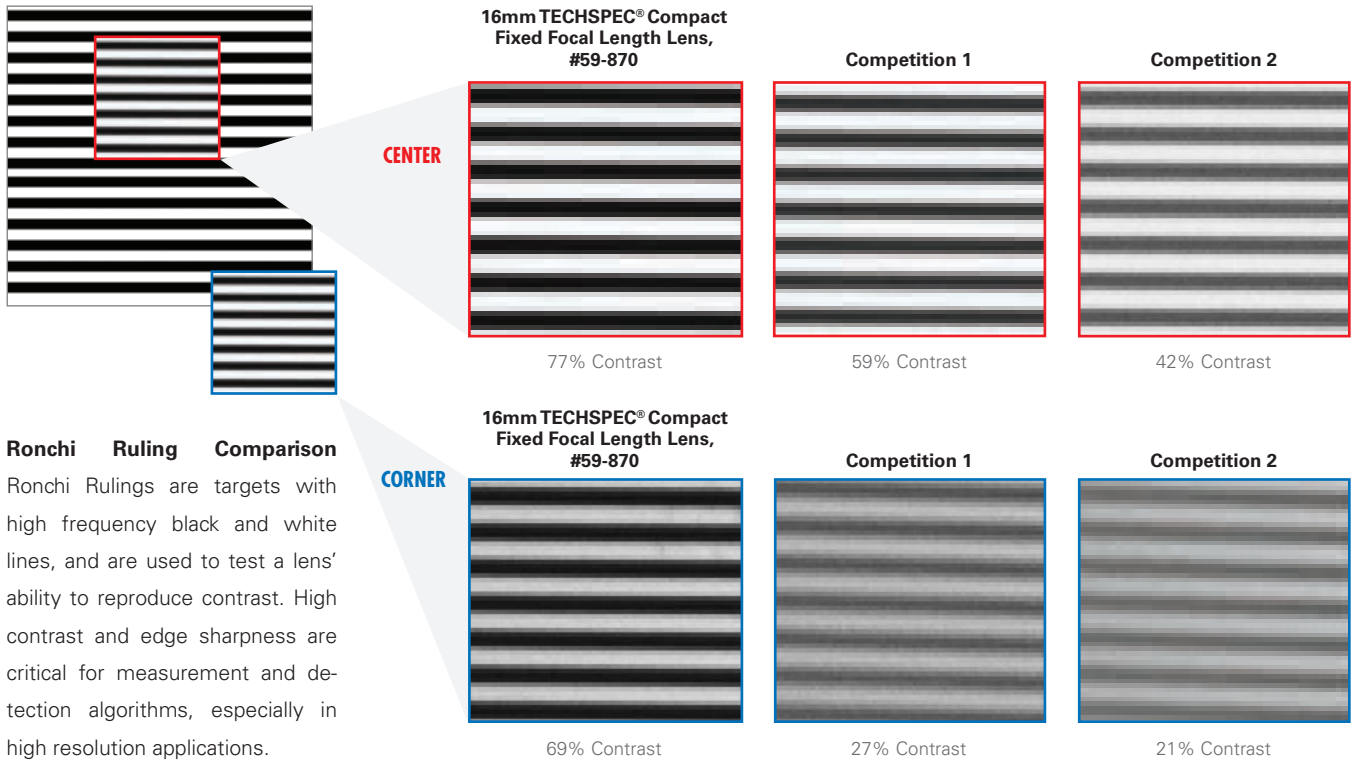 16mm TECHSPEC® Compact
Fixed Focal Length Lens,
#59-870
Competition 1
Competition 2
CENTER
77% Contrast
59% Contrast
42% Contrast
16mm TECHSPEC® Compact
Fixed Focal Length Lens,
#59-870
Competition 1
Competition 2
CORNER
69% Contrast
27% Contrast
21% Contrast
Ronchi Ruling Comparison
Ronchi Rulings are targets with
high frequency black and white
lines, and are used to test a lens’
ability to reproduce contrast. High
contrast and edge sharpness are
critical for measurement and de-
tection algorithms, especially in
high resolution applications.